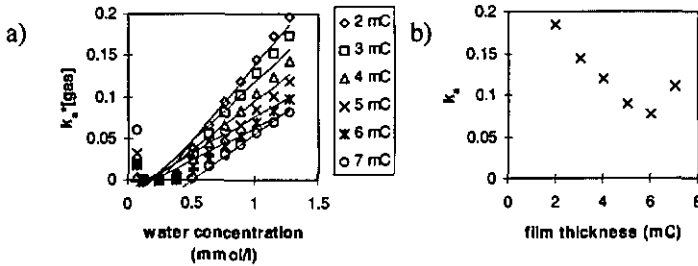 a)
kₐ*[gas]
0.2
0.15
0.1
0.05
0
0
0.5
1
1.5
water concentration
(mmol/l)
2 mC
3 mC
4 mC
5 mC
6 mC
7 mC
b)
kₐ
0.2
0.15
0.1
0.05
0
0
2
4
6
8
film thickness (mC)